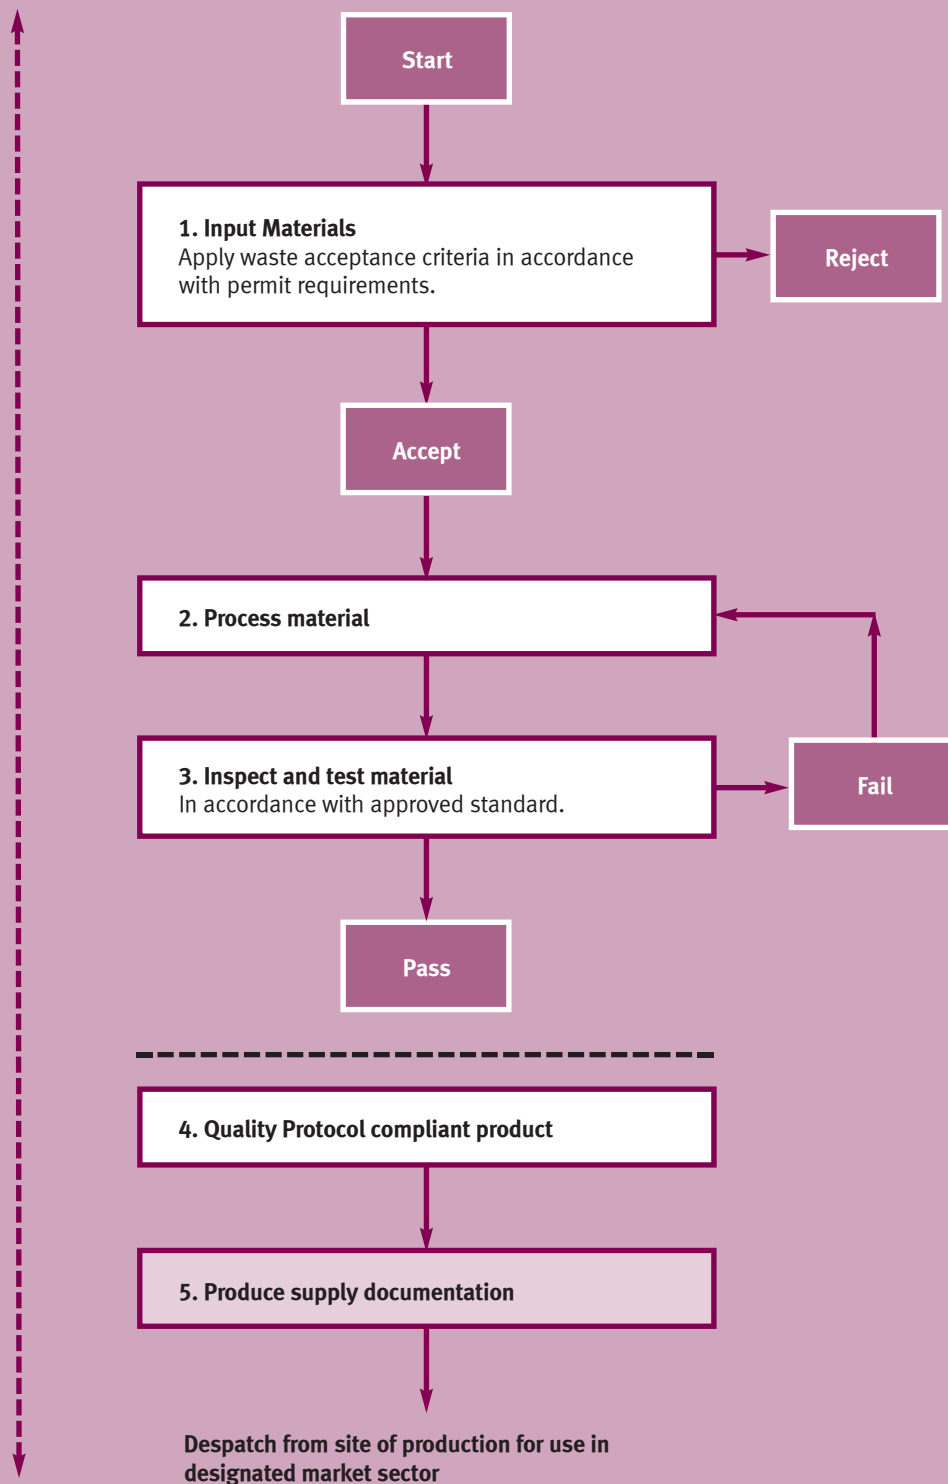 Start
1. Input Materials
Apply waste acceptance criteria in accordance
with permit requirements.
Reject
Accept
2. Process material
3. Inspect and test material
In accordance with approved standard.
Fail
Pass
4. Quality Protocol compliant product
5. Produce supply documentation
Despatch from site of production for use in
designated market sector